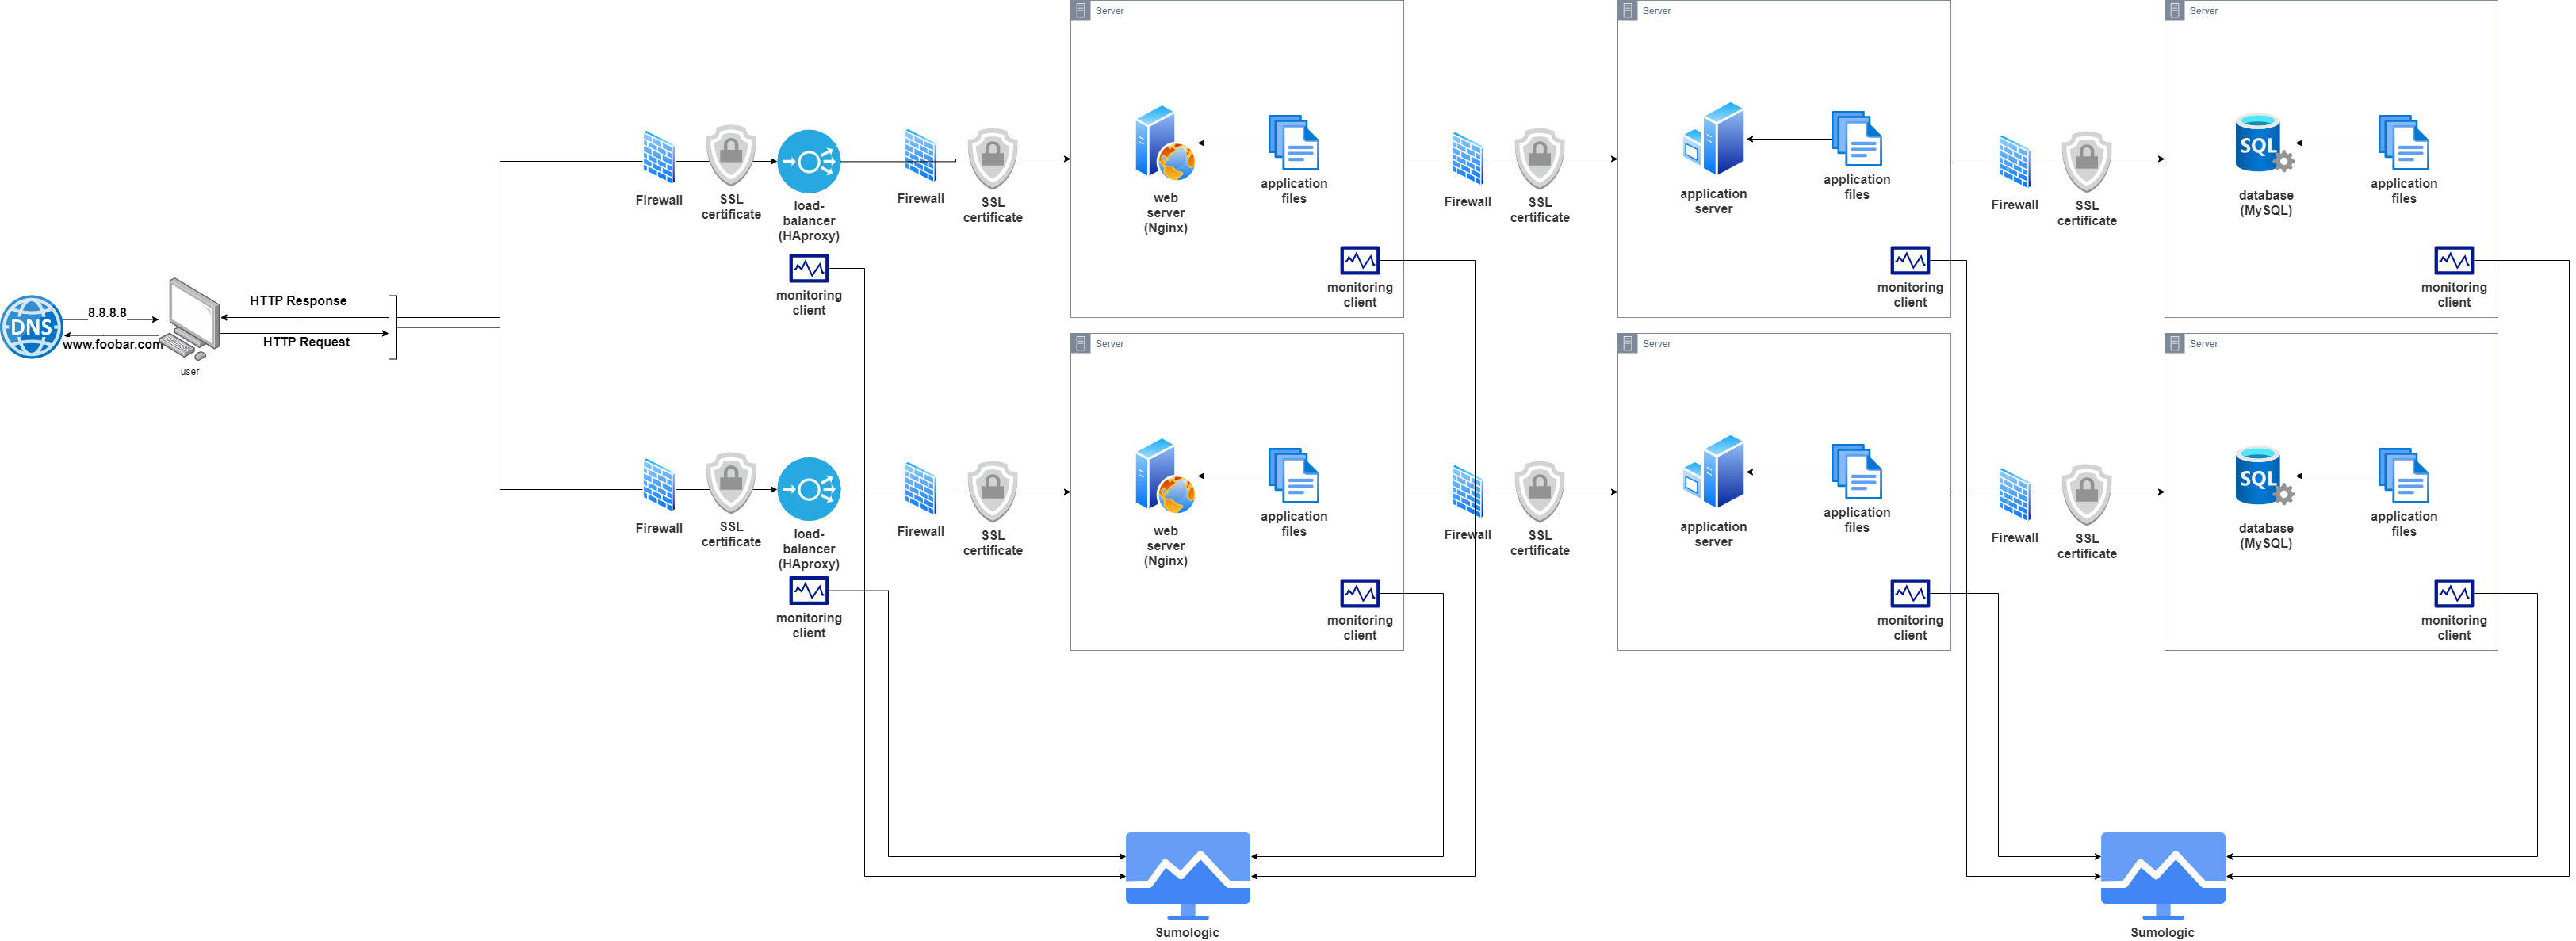 Server
Server
Server
Firewall
SSL
certificate
load-
balancer
(HAproxy)
Firewall
SSL
certificate
web
server
(Nginx)
application
files
Firewall
SSL
certificate
application
server
application
files
Firewall
SSL
certificate
SQL
database
(MySQL)
application
files
monitoring
client
monitoring
client
monitoring
client
monitoring
client
DNS
8.8.8.8
www.foobar.com
user
HTTP Response
HTTP Request
Server
Server
Server
Firewall
SSL
certificate
load-
balancer
(HAproxy)
Firewall
SSL
certificate
web
server
(Nginx)
application
files
Firewall
SSL
certificate
application
server
application
files
Firewall
SSL
certificate
SQL
database
(MySQL)
application
files
monitoring
client
monitoring
client
monitoring
client
monitoring
client
Sumologic
Sumologic